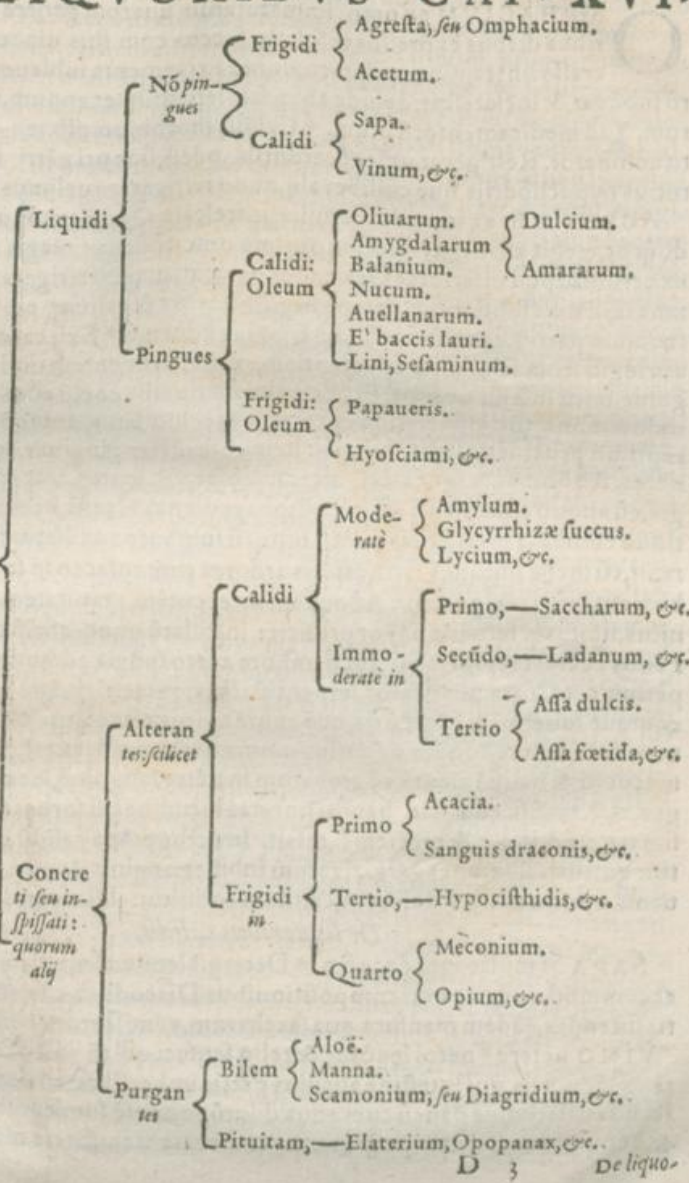 LIQVORIBVS CAP XVI.
Frigidi
Agresta, seu Omphacium.
Acetum.
Nõ pin-
gues
Calidi
Sapa.
Vinum, &c.
Liquidi
Calidi:
Oleum
Oliuarum.
Amygdalarum
Dulcium.
Amararum.
Balanium.
Nucum.
Auellanarum.
E' baccis lauri.
Lini, Sesaminum.
Pingues
Frigidi:
Oleum
Papaueris.
Hyosciami, &c.
Mode-
ratè
Amylum.
Glycyrrhizæ succus.
Lycium, &c.
Calidi
Immo-
deratè in
Primo,—Saccharum, &c.
Secũdo,—Ladanum, &c.
Tertio
Assa dulcis.
Assa fœtida, &c.
Alteran
tes: scilicet
Primo
Acacia.
Sanguis draconis, &c.
Frigidi
in
Tertio,—Hypocisthidis, &c.
Quarto
Meconium.
Opium, &c.
Concre
ti seu in-
spissati:
quorum
alij
Purgan
tes
Bilem
Aloë.
Manna.
Scamonium, seu Diagridium, &c.
Pituitam,—Elaterium, Opopanax, &c.
D 3
De liquo-